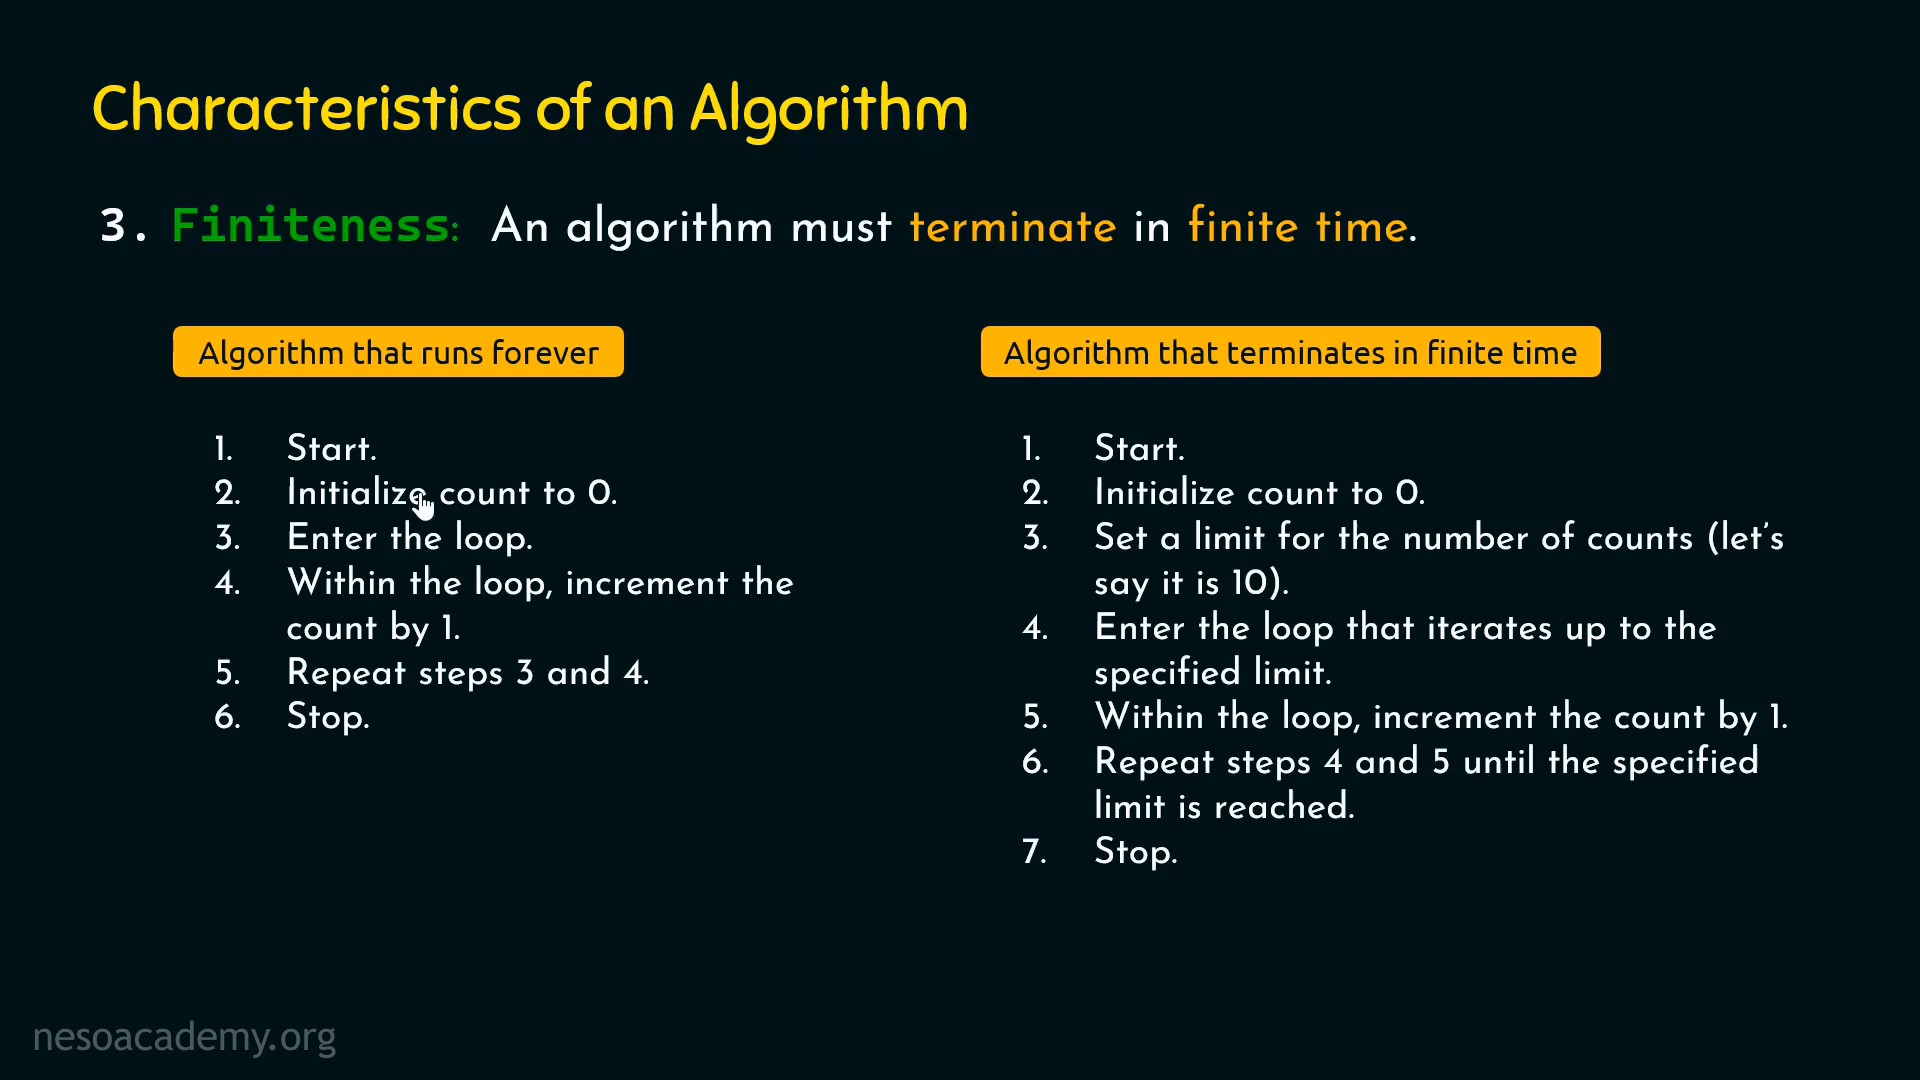 Characteristics of an Algorithm
3. Finiteness: An algorithm must terminate in finite time.
Algorithm that runs forever
1. Start.
2. Initialize count to 0.
3. Enter the loop.
4. Within the loop, increment the
count by 1.
5. Repeat steps 3 and 4.
6. Stop.
Algorithm that terminates in finite time
1. Start.
2. Initialize count to 0.
3. Set a limit for the number of counts (let's
say it is 10).
4. Enter the loop that iterates up to the
specified limit.
5. Within the loop, increment the count by 1.
6. Repeat steps 4 and 5 until the specified
limit is reached.
7. Stop.
nesoacademy.org